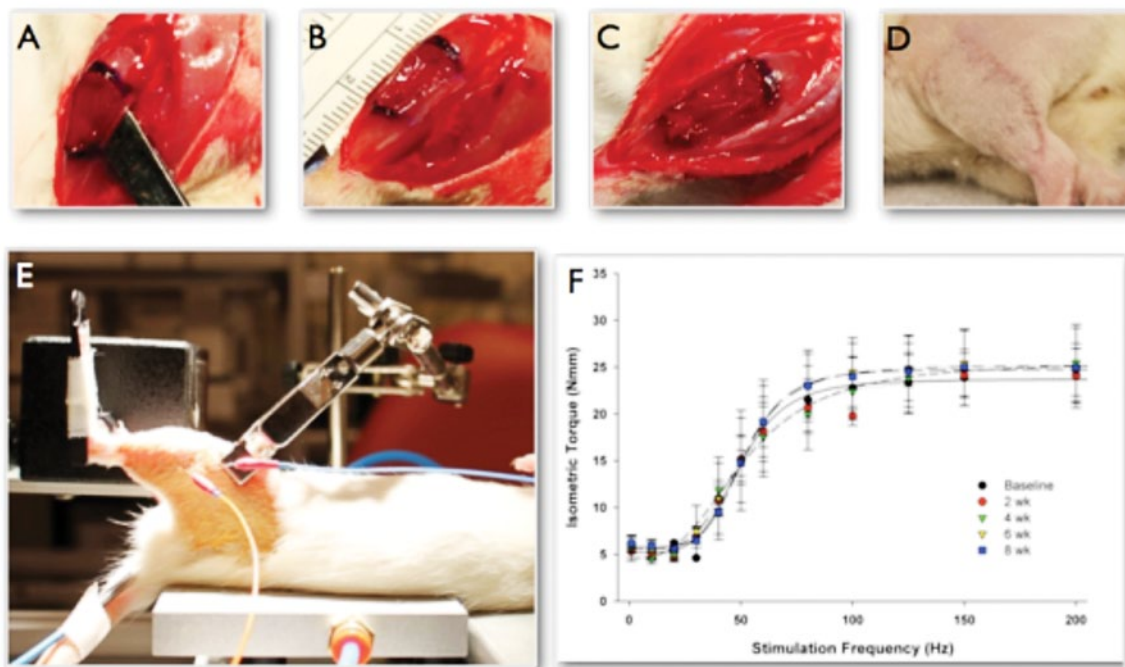 A
B
C
D
E
F
35
30
25
20
15
10
5
0
Isometric Torque (Nmm)
Baseline
2 wk
4 wk
6 wk
8 wk
0
50
100
150
200
Stimulation Frequency (Hz)